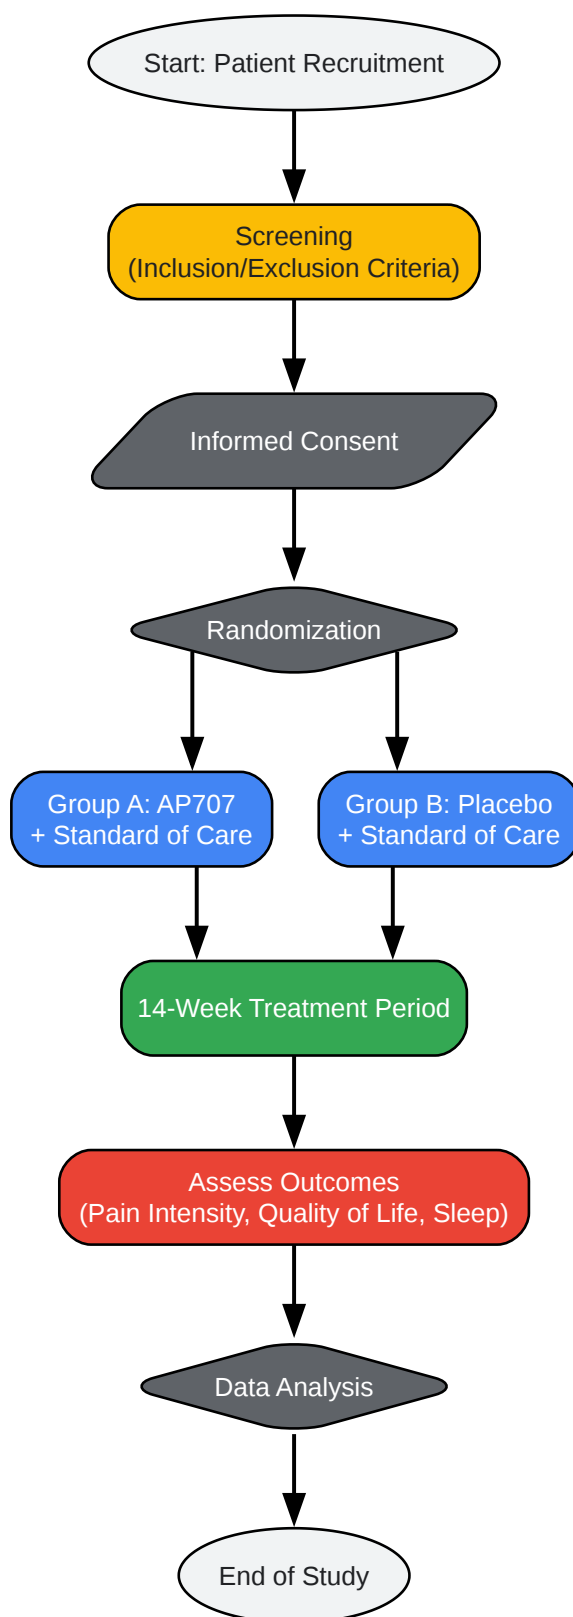 Start: Patient Recruitment
Screening
(Inclusion/Exclusion Criteria)
Informed Consent
Randomization
Group A: AP707
+ Standard of Care
Group B: Placebo
+ Standard of Care
14-Week Treatment Period
Assess Outcomes
(Pain Intensity, Quality of Life, Sleep)
Data Analysis
End of Study